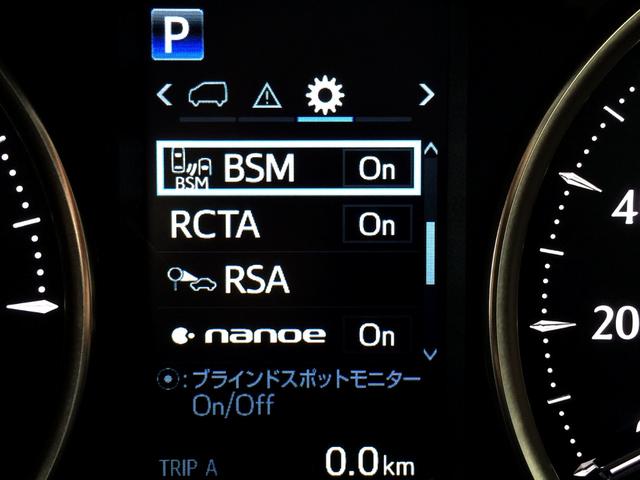 P
BSM BSM On
RCTA On
RSA
nanoe On
:ブラインドスポットモニター
On/Off
TRIP A 0.0km
4
20